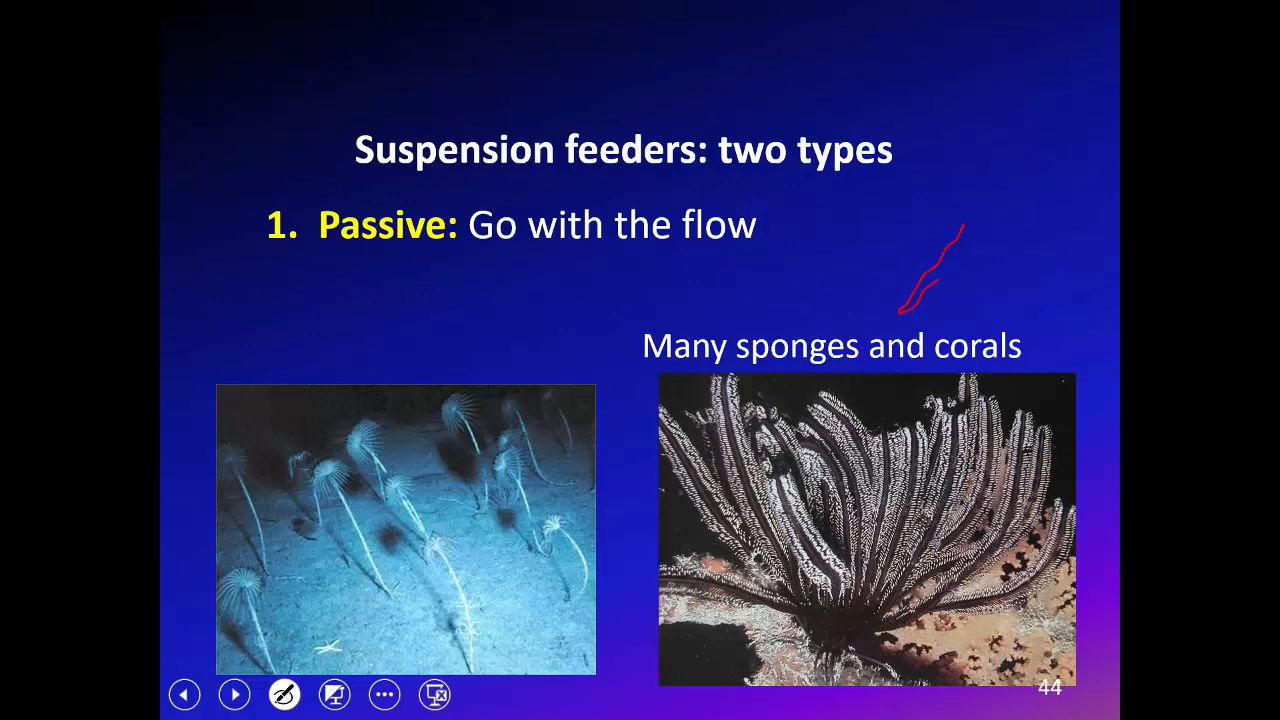 Suspension feeders: two types
1. Passive: Go with the flow
Many sponges and corals
44